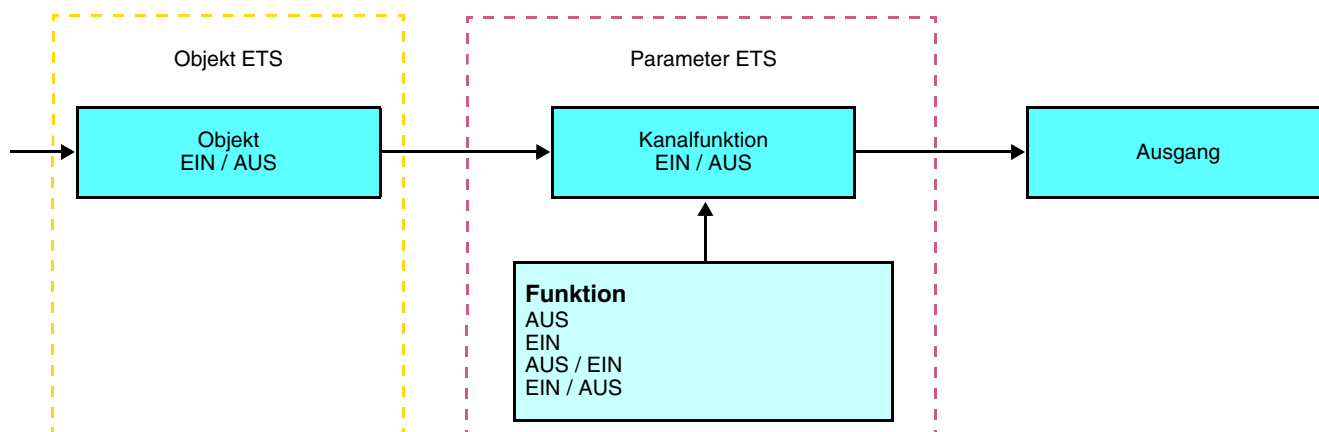 Objekt ETS
Parameter ETS
Objekt
EIN / AUS
Kanalfunktion
EIN / AUS
Ausgang
Funktion
AUS
EIN
AUS / EIN
EIN / AUS